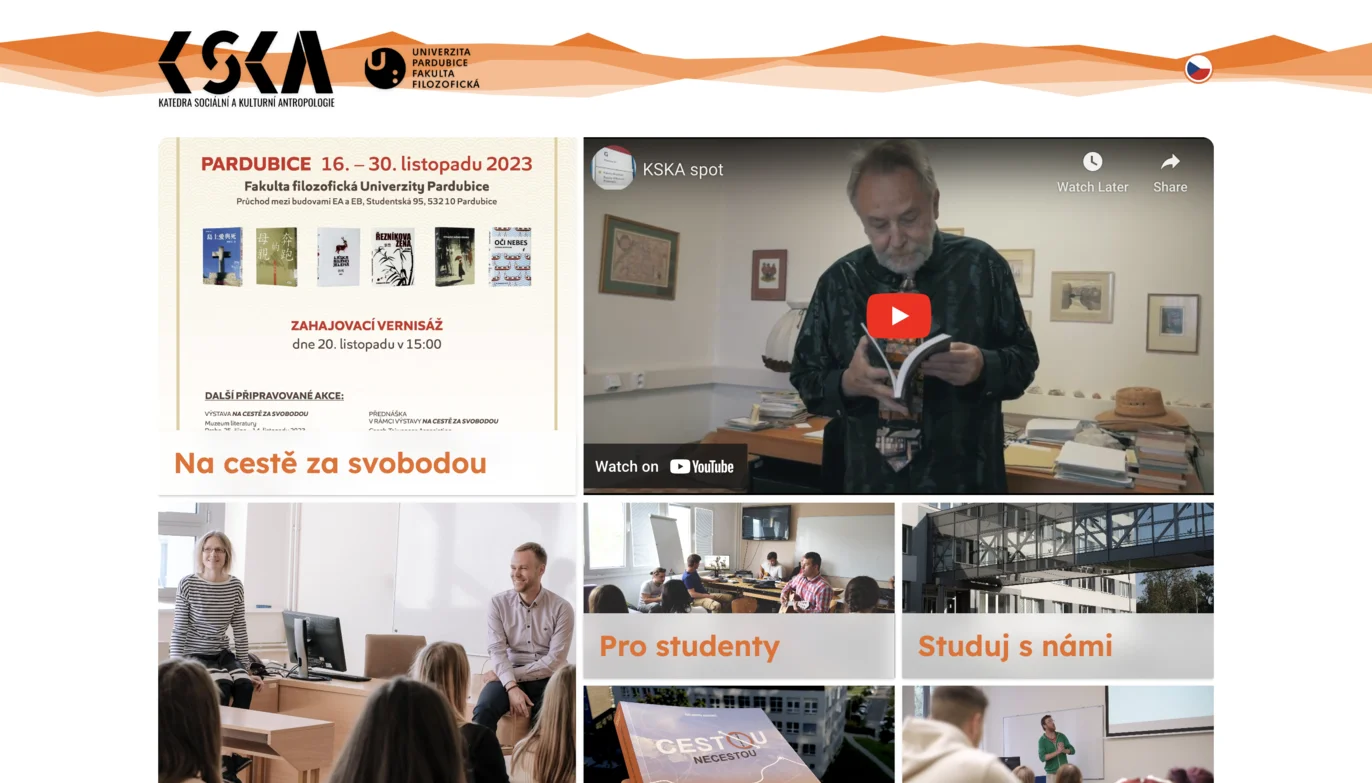 KSKA
KATEDRA SOCIÁLNÍ A KULTURNÍ ANTROPOLOGIE
UNIVERZITA
PARDUBICE
FAKULTA
FILOZOFICKÁ
PARDUBICE 16. – 30. listopadu 2023
Fakulta filozofická Univerzity Pardubice
Průchod mezi budovami EA a EB, Studentská 95, 532 10 Pardubice
ŘEZNÍKOVA
ŽENA
OČI NEBES
ZAHAJOVACÍ VERNISÁŽ
dne 20. listopadu v 15:00
DALŠÍ PŘIPRAVOVANÉ AKCE:
VÝSTAVA NA CESTĚ ZA SVOBODOU
Muzeum literatury
PŘEDNÁŠKA
V RÁMCI VÝSTAVY NA CESTĚ ZA SVOBODOU
Na cestě za svobodou
KSKA spot
Watch Later
Share
Watch on YouTube
Pro studenty
Studuj s námi
CESTOU
NECESTOU